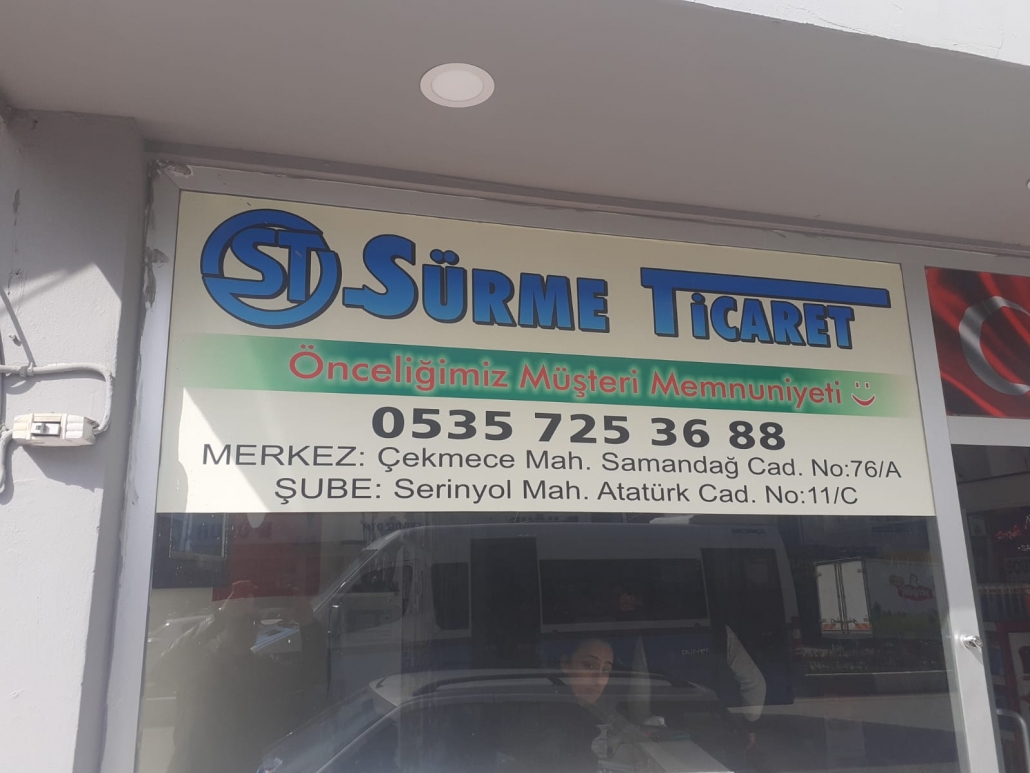 ST SÜRME TİCARET
Önceliğimiz Müşteri Memnuniyeti
0535 725 36 88
MERKEZ: Çekmece Mah. Samandağ Cad. No:76/A
ŞUBE: Serinyol Mah. Atatürk Cad. No:11/C